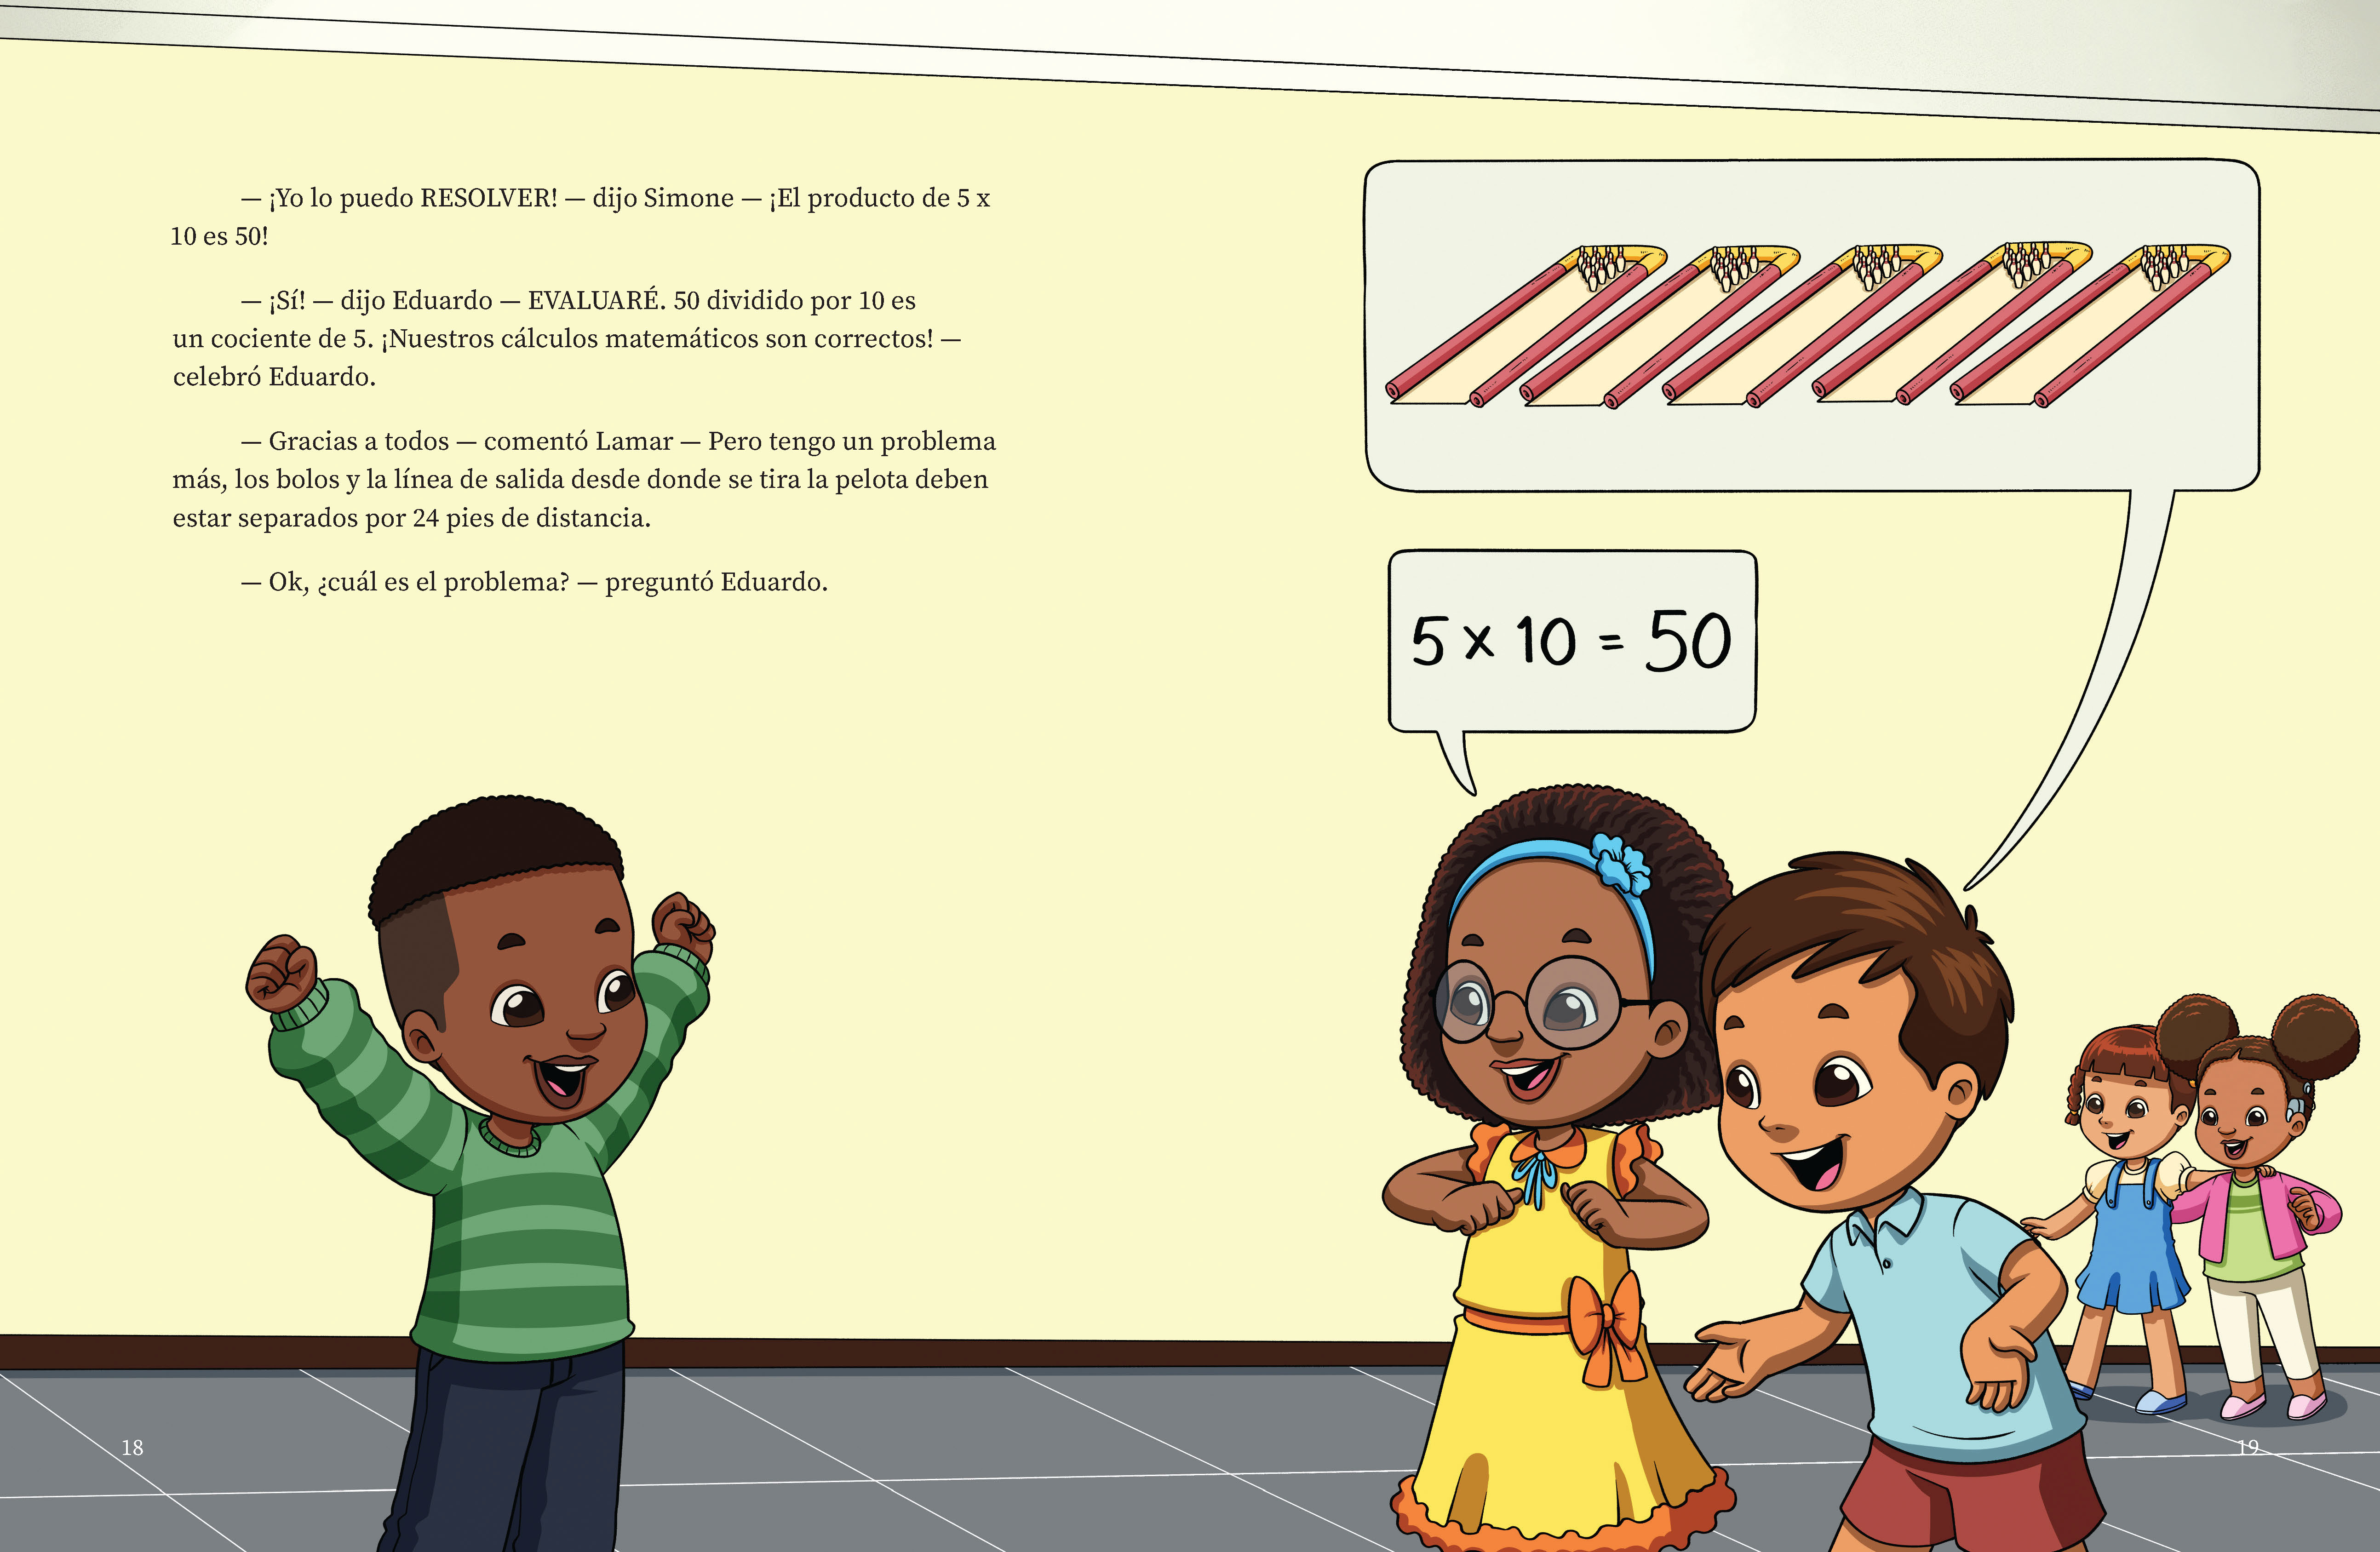 — ¡Yo lo puedo RESOLVER! — dijo Simone — ¡El producto de 5 x
10 es 50!
— ¡Sí! — dijo Eduardo — EVALUARÉ. 50 dividido por 10 es
un cociente de 5. ¡Nuestros cálculos matemáticos son correctos! —
celebró Eduardo.
— Gracias a todos — comentó Lamar — Pero tengo un problema
más, los bolos y la línea de salida desde donde se tira la pelota deben
estar separados por 24 pies de distancia.
— Ok, ¿cuál es el problema? — preguntó Eduardo.
5 x 10 = 50
18
19